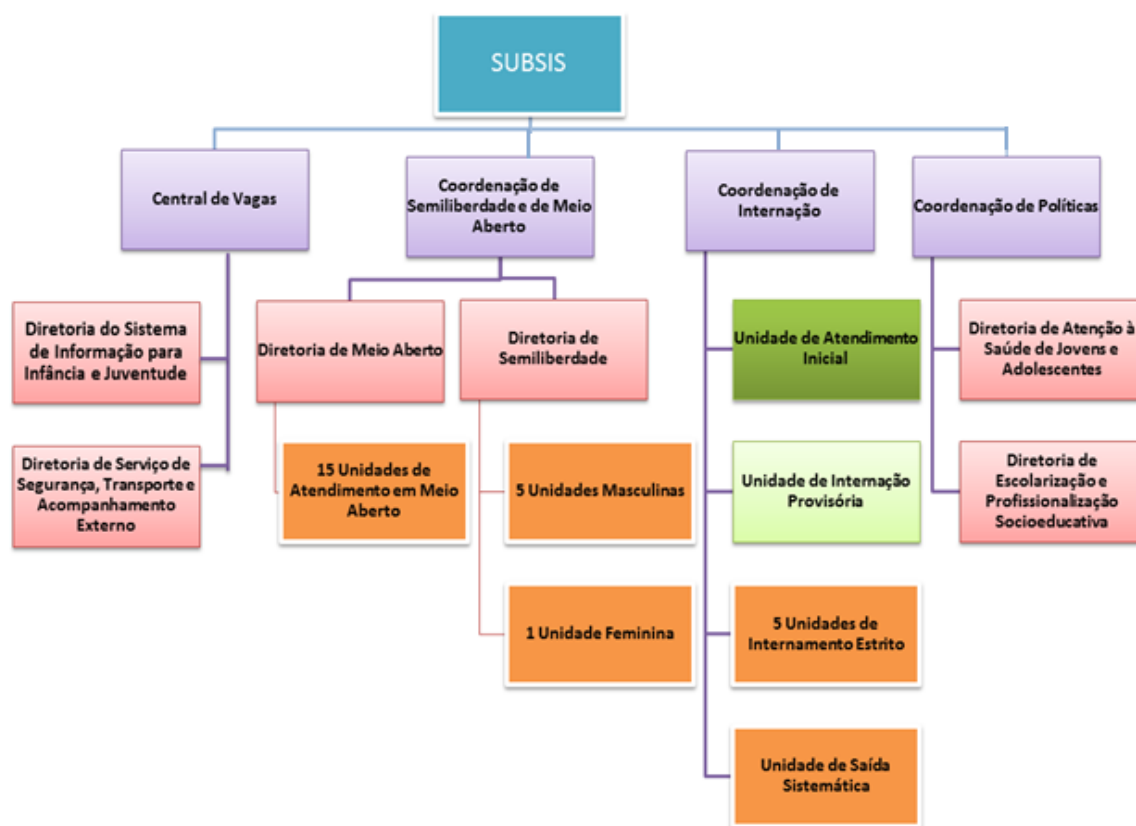 SUBSIS
Central de Vagas
Coordenação de
Semiliberdade e de Meio
Aberto
Coordenação de
Internação
Coordenação de Políticas
Diretoria do Sistema
de Informação para
Infância e Juventude
Diretoria de Meio Aberto
Diretoria de
Semiliberdade
Unidade de Atendimento
Inicial
Diretoria de Atenção à
Saúde de Jovens e
Adolescentes
Diretoria de Serviço de
Segurança, Transporte e
Acompanhamento
Externo
15 Unidades de
Atendimento em Meio
Aberto
5 Unidades Masculinas
Unidade de Internação
Provisória
Diretoria de
Escolarização e
Profissionalização
Socioeducativa
1 Unidade Feminina
5 Unidades de
Internamento Estrito
Unidade de Saída
Sistemática